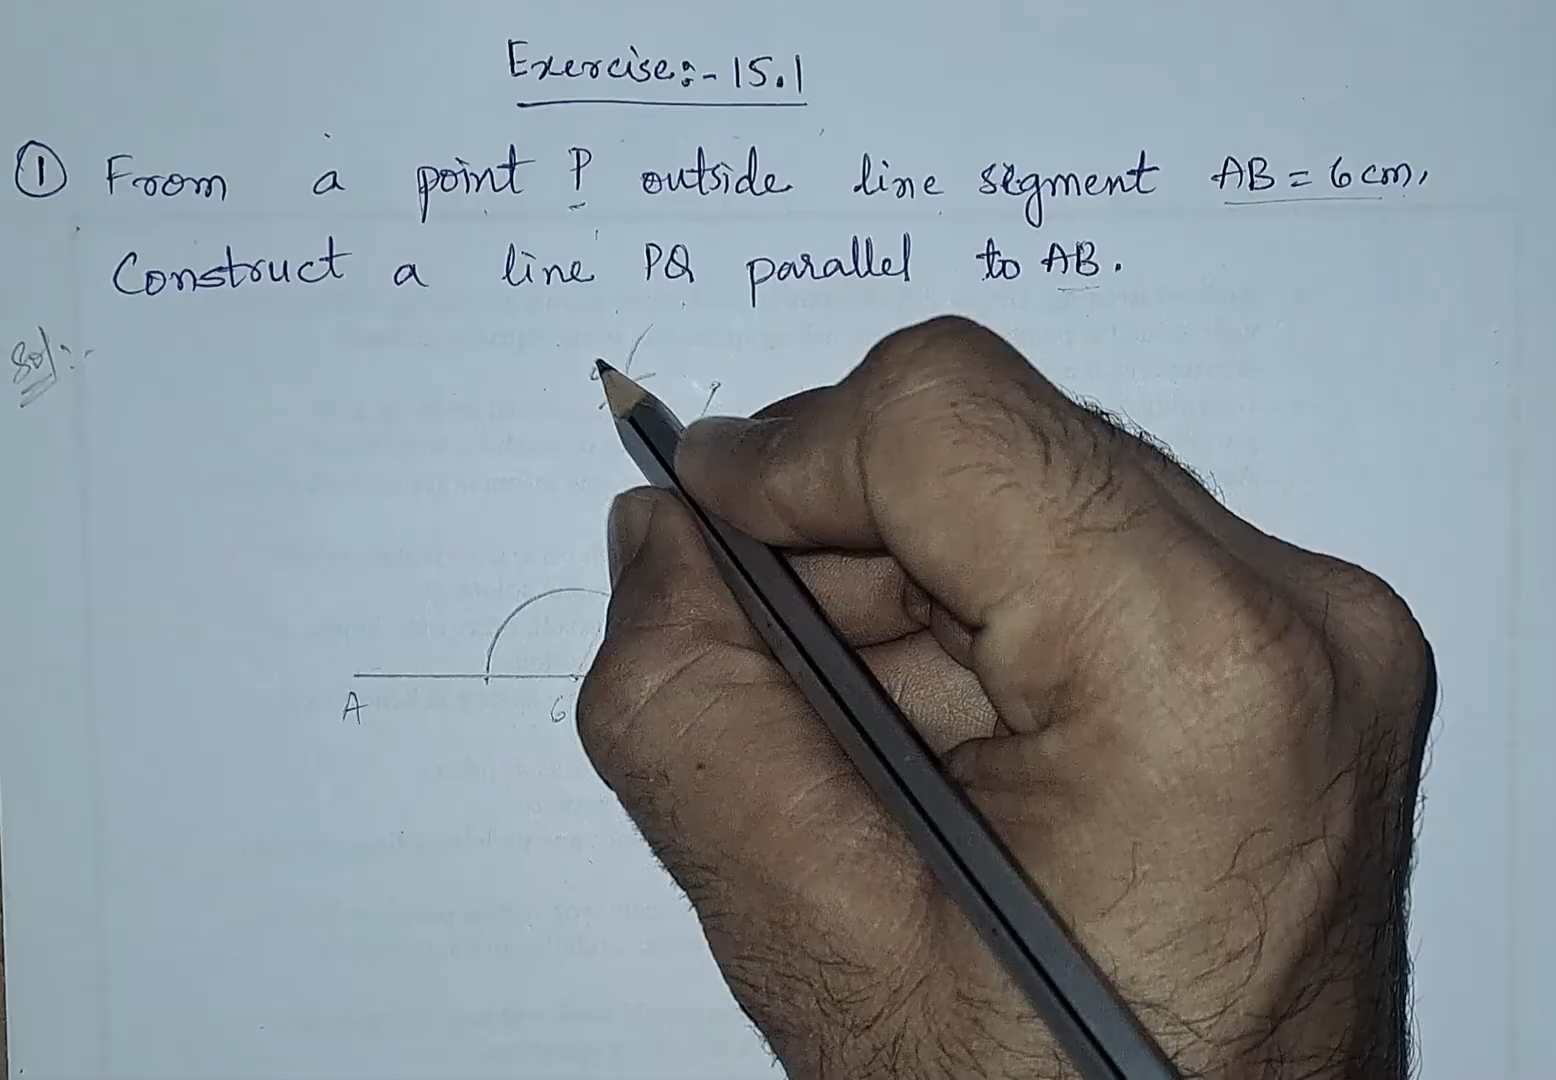 Exercise:- 15.1
① From a point P outside line segment AB = 6 cm,
Construct a line PQ parallel to AB.
Sol:-
A 6